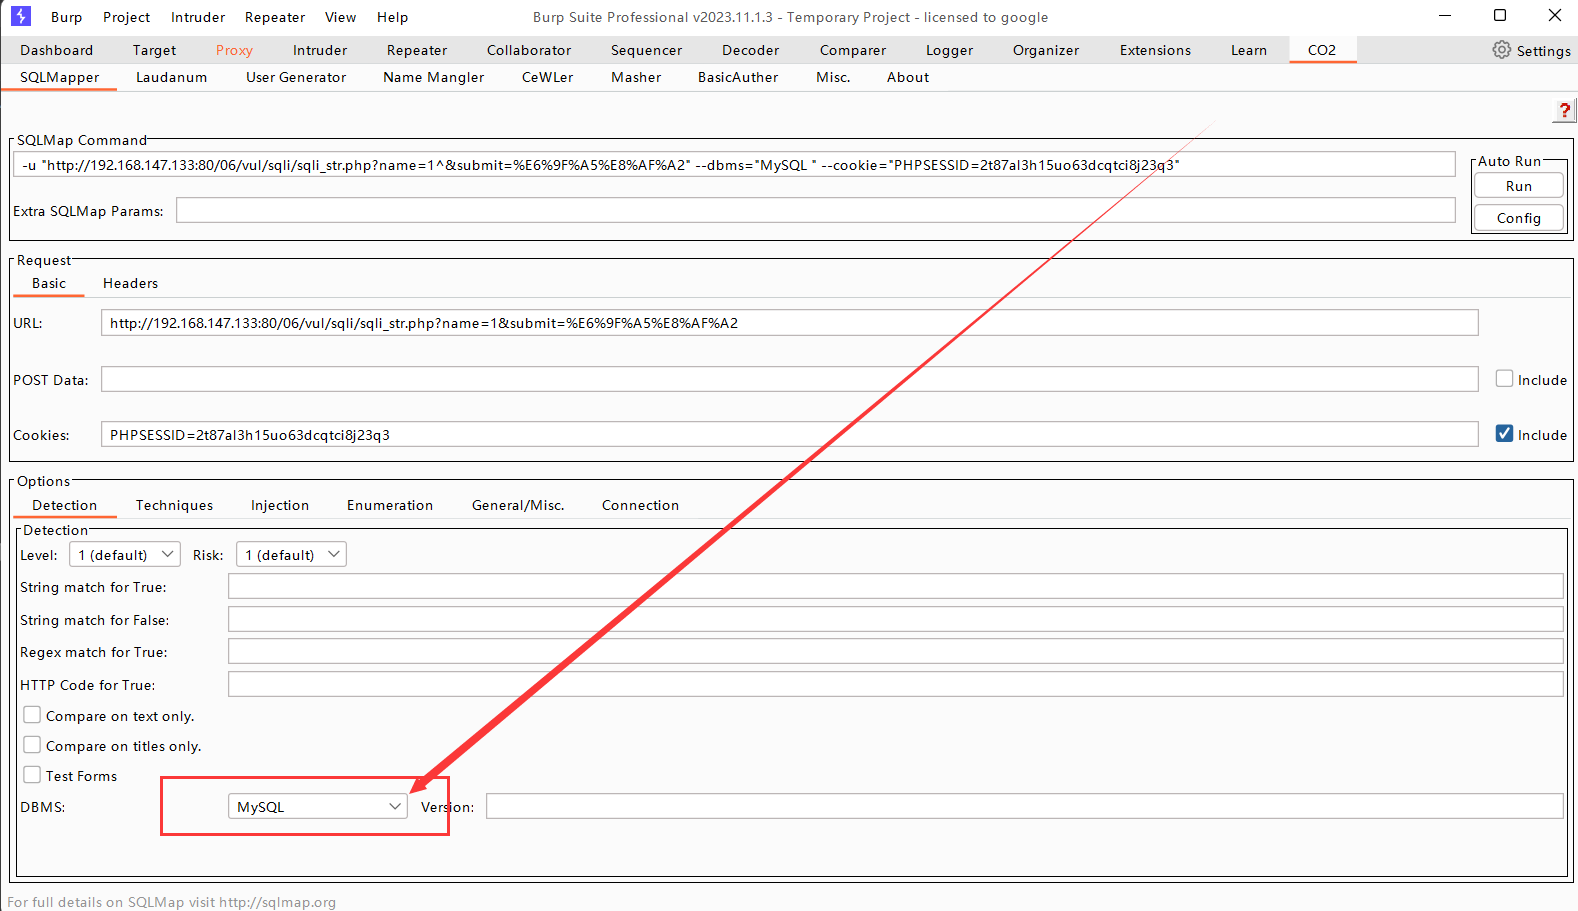 Burp Project Intruder Repeater View Help Burp Suite Professional v2023.11.1.3 - Temporary Project - licensed to google
Dashboard Target Proxy Intruder Repeater Collaborator Sequencer Decoder Comparer Logger Organizer Extensions Learn CO2 Settings
SQLMapper Laudanum User Generator Name Mangler CeWLer Masher BasicAuther Misc. About
?
SQLMap Command
-u "http://192.168.147.133:80/06/vul/sqli/sqli_str.php?name=1^&submit=%E6%9F%A5%E8%AF%A2" --dbms="MySQL " --cookie="PHPSESSID=2t87al3h15uo63dcqtci8j23q3"
Auto Run
Run
Extra SQLMap Params:
Config
Request
Basic Headers
URL: http://192.168.147.133:80/06/vul/sqli/sqli_str.php?name=1&submit=%E6%9F%A5%E8%AF%A2
POST Data: Include
Cookies: PHPSESSID=2t87al3h15uo63dcqtci8j23q3 Include
Options
Detection Techniques Injection Enumeration General/Misc. Connection
Detection
Level: 1 (default) Risk: 1 (default)
String match for True:
String match for False:
Regex match for True:
HTTP Code for True:
Compare on text only.
Compare on titles only.
Test Forms
DBMS: MySQL Version:
For full details on SQLMap visit http://sqlmap.org